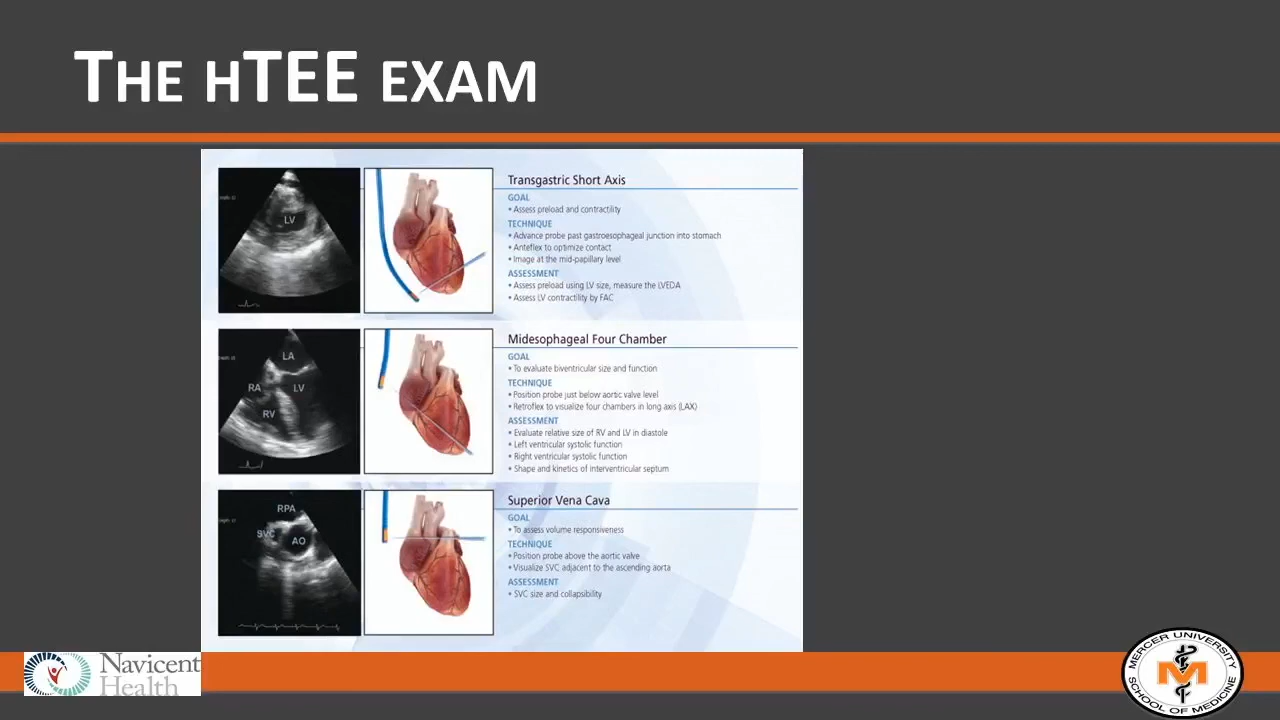 THE HTEE EXAM
LV
Transgastric Short Axis
GOAL
• Assess preload and contractility
TECHNIQUE
• Advance probe past gastroesophageal junction into stomach
• Anteflex to optimize contact
• Image at the mid-papillary level
ASSESSMENT
• Assess preload using LV size, measure the LVEDA
• Assess LV contractility by FAC
LA
RA
LV
RV
Midesophageal Four Chamber
GOAL
• To evaluate biventricular size and function
TECHNIQUE
• Position probe just below aortic valve level
• Retroflex to visualize four chambers in long axis (LAX)
ASSESSMENT
• Evaluate relative size of RV and LV in diastole
• Left ventricular systolic function
• Right ventricular systolic function
• Shape and kinetics of interventricular septum
RPA
SVC
AO
Superior Vena Cava
GOAL
• To assess volume responsiveness
TECHNIQUE
• Position probe above the aortic valve
• Visualize SVC adjacent to the ascending aorta
ASSESSMENT
• SVC size and collapsibility
Navicent
Health
MERCER UNIVERSITY
M
SCHOOL OF MEDICINE